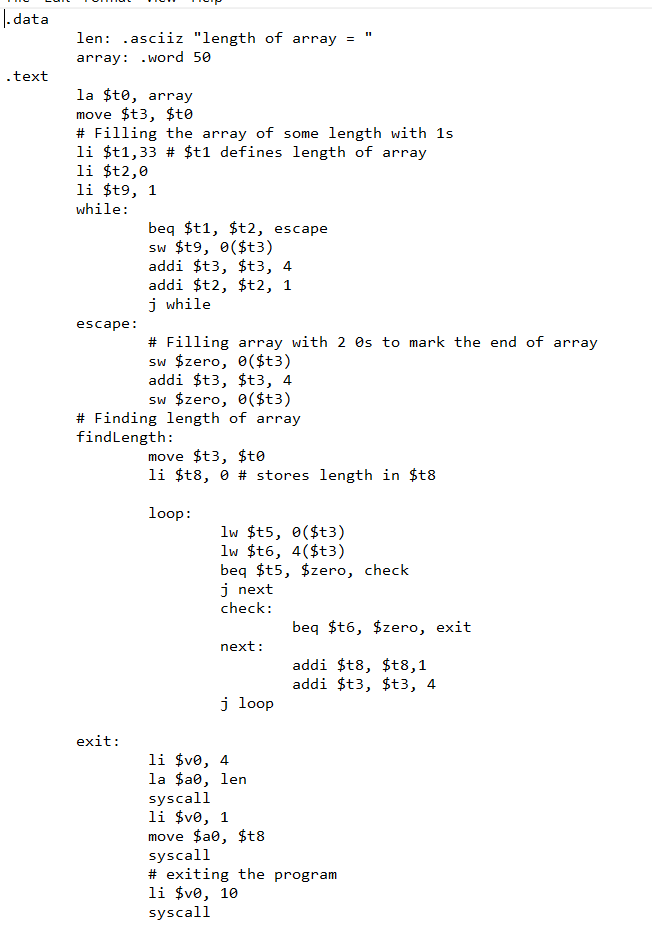 .data
len: .asciiz "length of array = "
array: .word 50
.text
la $t0, array
move $t3, $t0
# Filling the array of some length with 1s
li $t1,33 # $t1 defines length of array
li $t2,0
li $t9, 1
while:
beq $t1, $t2, escape
sw $t9, 0($t3)
addi $t3, $t3, 4
addi $t2, $t2, 1
j while
escape:
# Filling array with 2 0s to mark the end of array
sw $zero, 0($t3)
addi $t3, $t3, 4
sw $zero, 0($t3)
# Finding length of array
findLength:
move $t3, $t0
li $t8, 0 # stores length in $t8
loop:
lw $t5, 0($t3)
lw $t6, 4($t3)
beq $t5, $zero, check
j next
check:
beq $t6, $zero, exit
next:
addi $t8, $t8,1
addi $t3, $t3, 4
j loop
exit:
li $v0, 4
la $a0, len
syscall
li $v0, 1
move $a0, $t8
syscall
# exiting the program
li $v0, 10
syscall